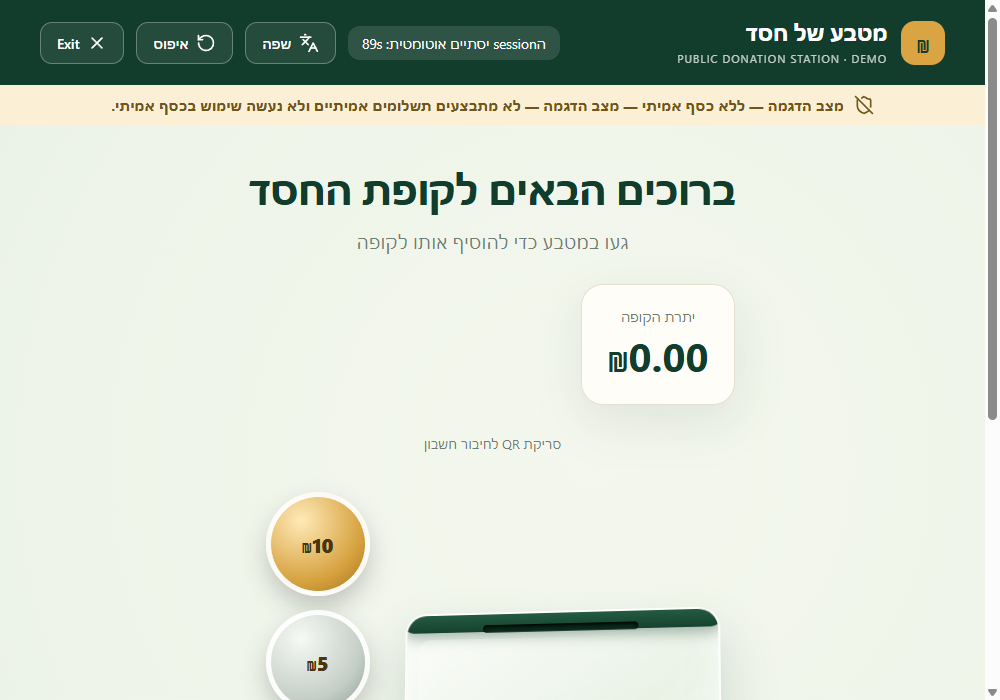 ₪
מטבע של חסד
PUBLIC DONATION STATION · DEMO
הsession יסתיים אוטומטית: 89s
שפה
איפוס
Exit
מצב הדגמה — ללא כסף אמיתי — מצב הדגמה — לא מתבצעים תשלומים אמיתיים ולא נעשה שימוש בכסף אמיתי.
ברוכים הבאים לקופת החסד
געו במטבע כדי להוסיף אותו לקופה
יתרת הקופה
₪0.00
סריקת QR לחיבור חשבון
₪10
₪5